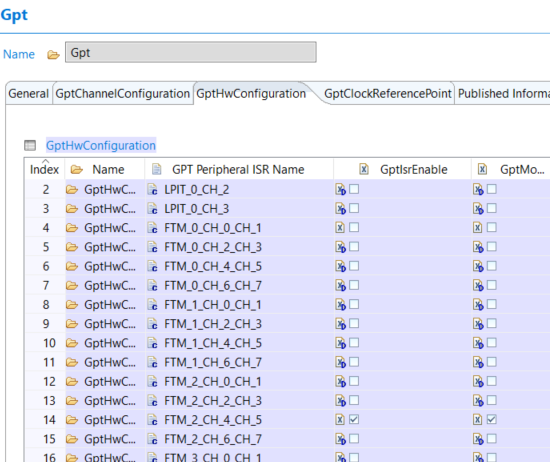 Gpt
Name Gpt
General GptChannelConfiguration GptHwConfiguration GptClockReferencePoint Published Informa
GptHwConfiguration
Index Name GPT Peripheral ISR Name GptIsrEnable GptMo...
2 GptHwC... LPIT_0_CH_2
3 GptHwC... LPIT_0_CH_3
4 GptHwC... FTM_0_CH_0_CH_1
5 GptHwC... FTM_0_CH_2_CH_3
6 GptHwC... FTM_0_CH_4_CH_5
7 GptHwC... FTM_0_CH_6_CH_7
8 GptHwC... FTM_1_CH_0_CH_1
9 GptHwC... FTM_1_CH_2_CH_3
10 GptHwC... FTM_1_CH_4_CH_5
11 GptHwC... FTM_1_CH_6_CH_7
12 GptHwC... FTM_2_CH_0_CH_1
13 GptHwC... FTM_2_CH_2_CH_3
14 GptHwC... FTM_2_CH_4_CH_5
15 GptHwC... FTM_2_CH_6_CH_7
16 GptHwC... FTM_3_CH_0_CH_1